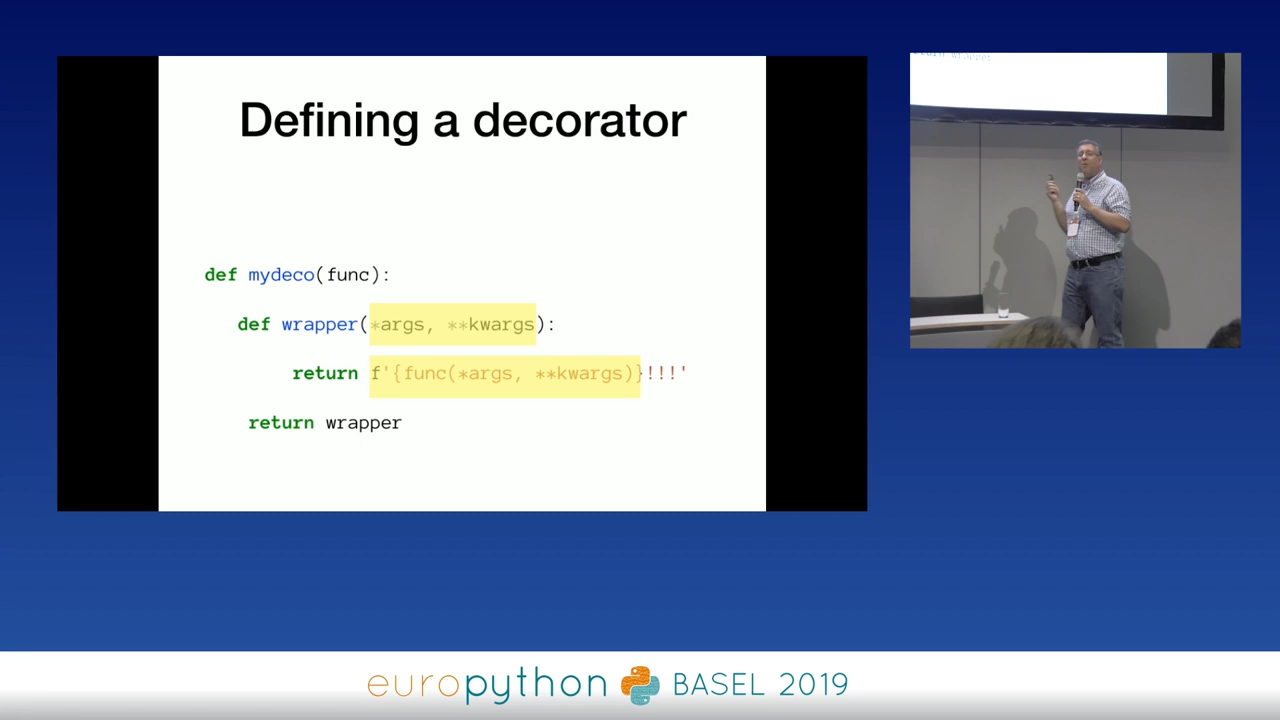 Defining a decorator
def mydeco(func):
def wrapper(*args, **kwargs):
return f'{func(*args, **kwargs)}!!!'
return wrapper
europython BASEL 2019